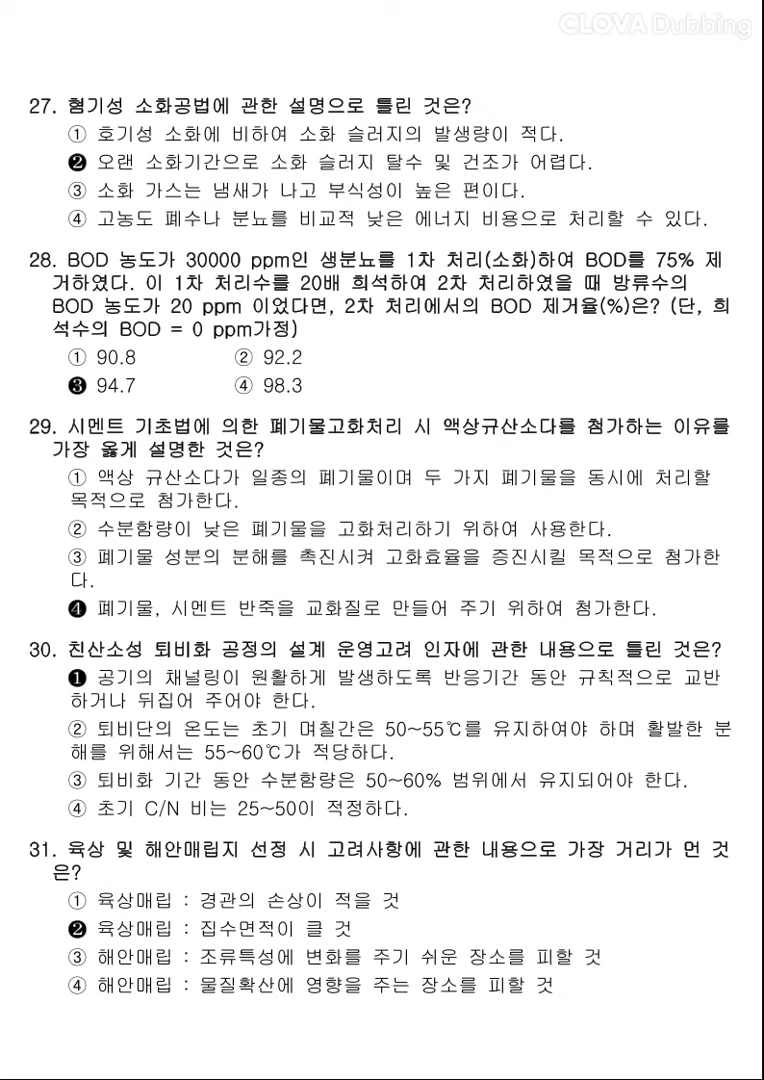 CLOVA Dubbing
27. 혐기성 소화공법에 관한 설명으로 틀린 것은?
① 호기성 소화에 비하여 소화 슬러지의 발생량이 적다.
❷ 오랜 소화기간으로 소화 슬러지 탈수 및 건조가 어렵다.
③ 소화 가스는 냄새가 나고 부식성이 높은 편이다.
④ 고농도 폐수나 분뇨를 비교적 낮은 에너지 비용으로 처리할 수 있다.
28. BOD 농도가 30000 ppm인 생분뇨를 1차 처리(소화)하여 BOD를 75% 제
거하였다. 이 1차 처리수를 20배 희석하여 2차 처리하였을 때 방류수의
BOD 농도가 20 ppm 이었다면, 2차 처리에서의 BOD 제거율(%)은? (단, 희
석수의 BOD = 0 ppm가정)
① 90.8 ② 92.2
❸ 94.7 ④ 98.3
29. 시멘트 기초법에 의한 폐기물고화처리 시 액상규산소다를 첨가하는 이유를
가장 옳게 설명한 것은?
① 액상 규산소다가 일종의 폐기물이며 두 가지 폐기물을 동시에 처리할
목적으로 첨가한다.
② 수분함량이 낮은 폐기물을 고화처리하기 위하여 사용한다.
③ 폐기물 성분의 분해를 촉진시켜 고화효율을 증진시킬 목적으로 첨가한
다.
❹ 폐기물, 시멘트 반죽을 교화질로 만들어 주기 위하여 첨가한다.
30. 친산소성 퇴비화 공정의 설계 운영고려 인자에 관한 내용으로 틀린 것은?
❶ 공기의 채널링이 원활하게 발생하도록 반응기간 동안 규칙적으로 교반
하거나 뒤집어 주어야 한다.
② 퇴비단의 온도는 초기 며칠간은 50~55℃를 유지하여야 하며 활발한 분
해를 위해서는 55~60℃가 적당하다.
③ 퇴비화 기간 동안 수분함량은 50~60% 범위에서 유지되어야 한다.
④ 초기 C/N 비는 25~50이 적정하다.
31. 육상 및 해안매립지 선정 시 고려사항에 관한 내용으로 가장 거리가 먼 것
은?
① 육상매립 : 경관의 손상이 적을 것
❷ 육상매립 : 집수면적이 클 것
③ 해안매립 : 조류특성에 변화를 주기 쉬운 장소를 피할 것
④ 해안매립 : 물질확산에 영향을 주는 장소를 피할 것